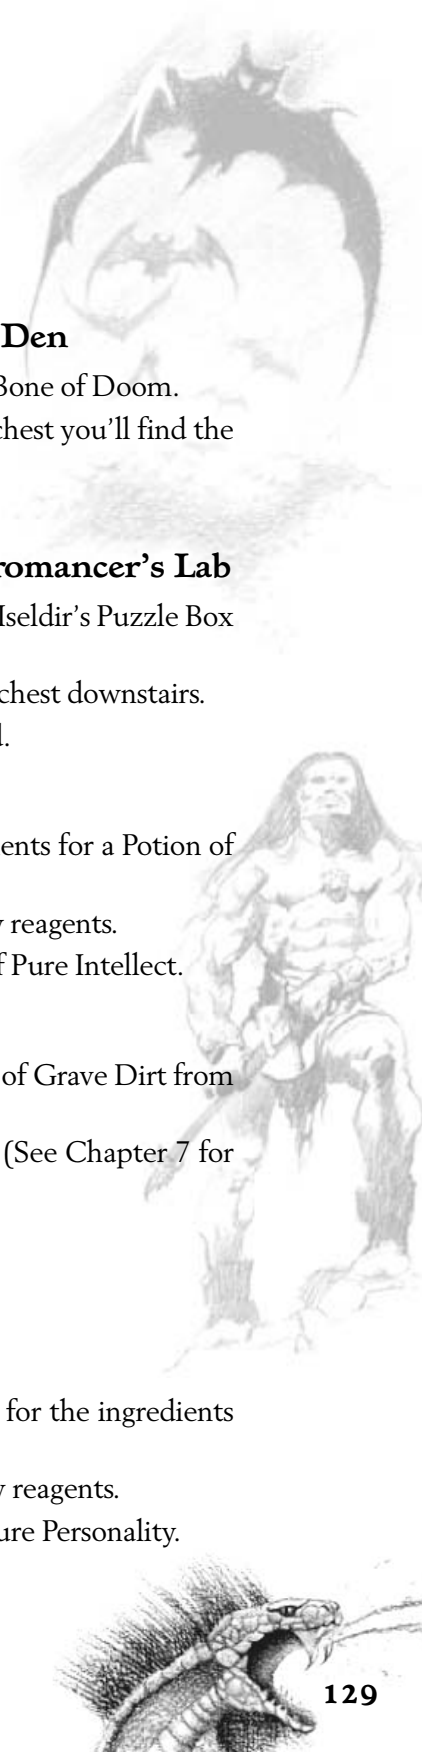 Den
Bone of Doom.
chest you'll find the
romancer's Lab
Iseldir's Puzzle Box
chest downstairs.
d.
ents for a Potion of
y reagents.
f Pure Intellect.
of Grave Dirt from
(See Chapter 7 for
for the ingredients
y reagents.
ure Personality.
129